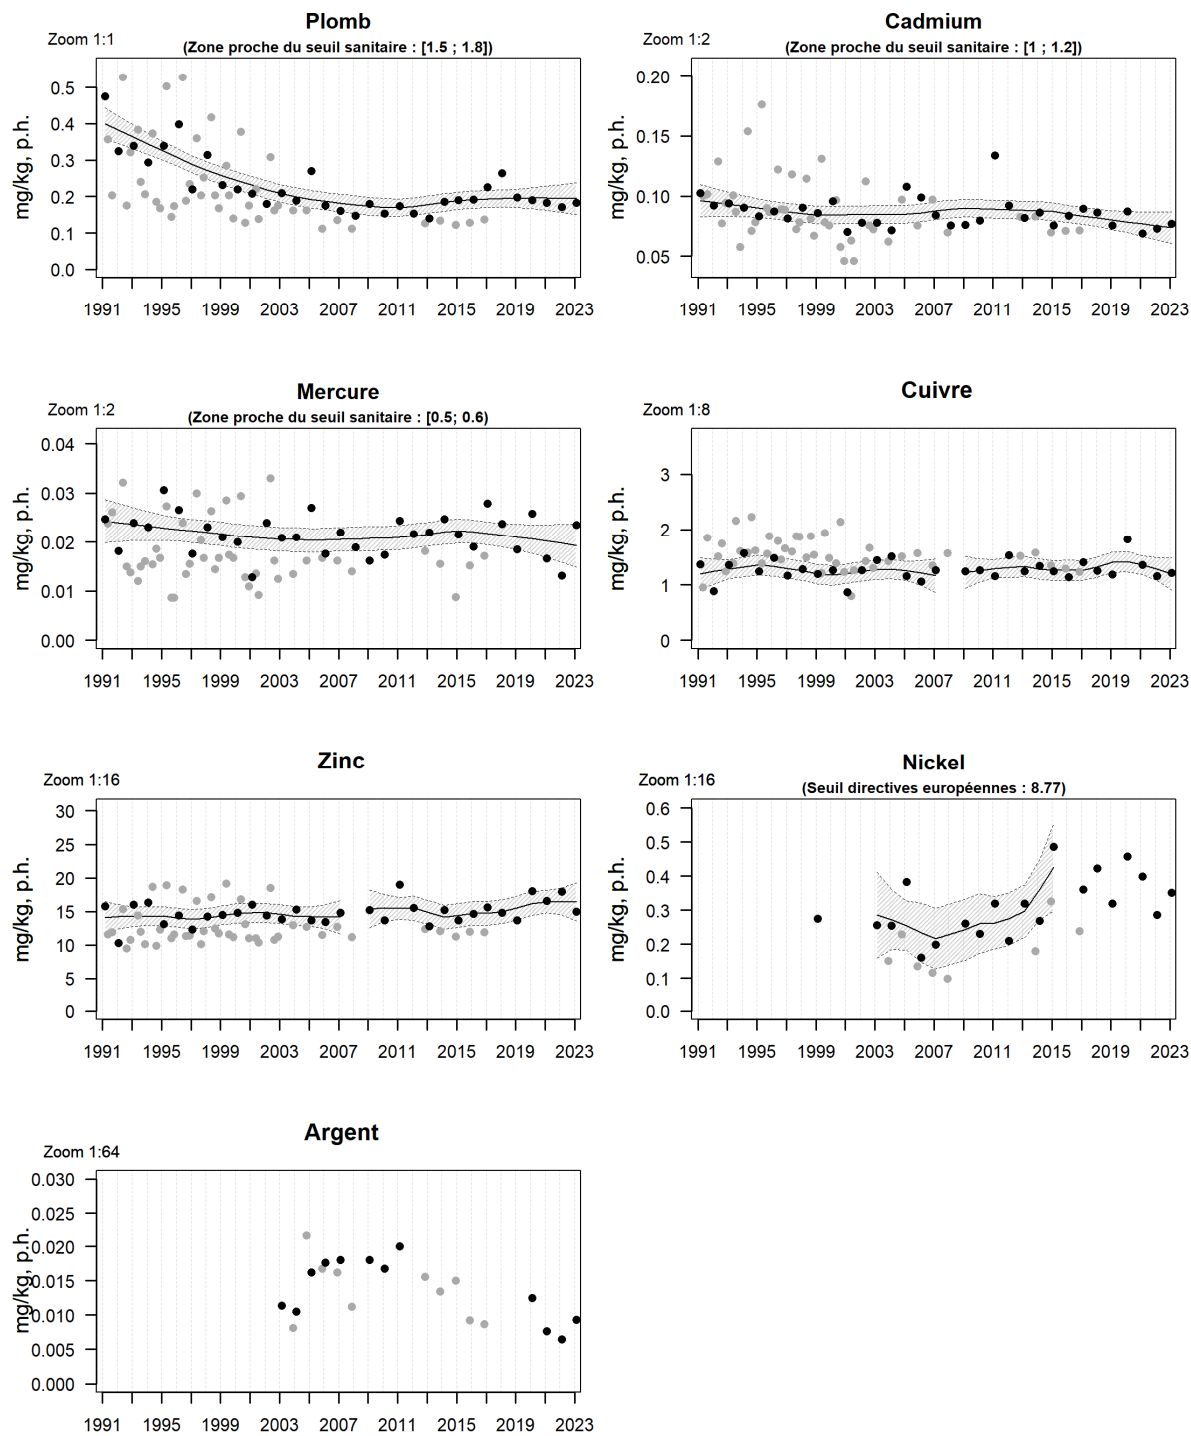 Plomb
Zoom 1:1
(Zone proche du seuil sanitaire : [1.5 ; 1.8])
mg/kg, p.h.
0.5
0.4
0.3
0.2
0.1
0.0
1991 1995 1999 2003 2007 2011 2015 2019 2023
Cadmium
Zoom 1:2
(Zone proche du seuil sanitaire : [1 ; 1.2])
mg/kg, p.h.
0.20
0.15
0.10
0.05
1991 1995 1999 2003 2007 2011 2015 2019 2023
Mercure
Zoom 1:2
(Zone proche du seuil sanitaire : [0.5; 0.6)
mg/kg, p.h.
0.04
0.03
0.02
0.01
0.00
1991 1995 1999 2003 2007 2011 2015 2019 2023
Cuivre
Zoom 1:8
mg/kg, p.h.
3
2
1
0
1991 1995 1999 2003 2007 2011 2015 2019 2023
Zinc
Zoom 1:16
mg/kg, p.h.
30
25
20
15
10
5
0
1991 1995 1999 2003 2007 2011 2015 2019 2023
Nickel
Zoom 1:16
(Seuil directives européennes : 8.77)
mg/kg, p.h.
0.6
0.5
0.4
0.3
0.2
0.1
0.0
1991 1995 1999 2003 2007 2011 2015 2019 2023
Argent
Zoom 1:64
mg/kg, p.h.
0.030
0.025
0.020
0.015
0.010
0.005
0.000
1991 1995 1999 2003 2007 2011 2015 2019 2023